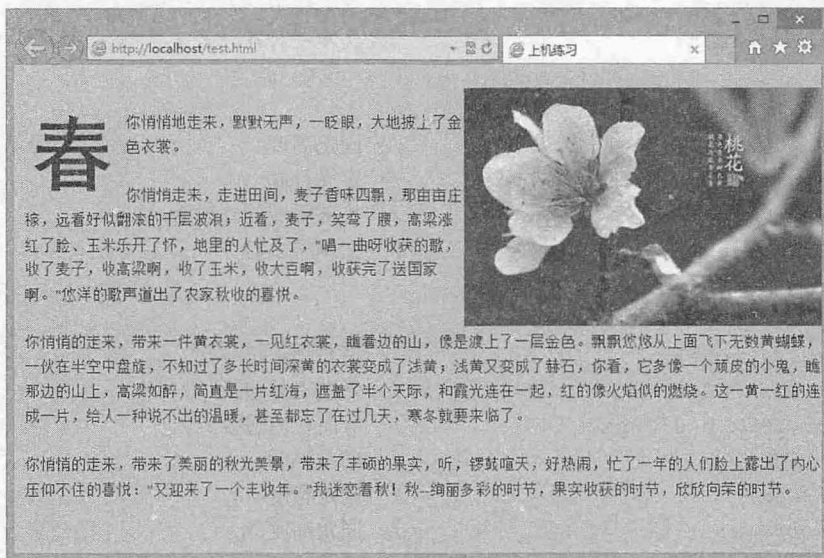 http://localhost/test.html
上机练习
春
你悄悄地走来，默默无声，一眨眼，大地披上了金
色衣裳。
你悄悄走来，走进田间，麦子香味四飘，那亩亩庄
稼，远看好似翻滚的千层波浪；近看，麦子，笑弯了腰，高梁涨
红了脸、玉米乐开了怀，地里的人忙及了，"唱一曲呀收获的歌，
收了麦子，收高梁啊，收了玉米，收大豆啊，收获完了送国家
啊。"悠洋的歌声道出了农家秋收的喜悦。
桃花
你悄悄的走来，带来一件黄衣裳，一见红衣裳，瞧着边的山，像是渡上了一层金色。飘飘悠悠从上面飞下无数黄蝴蝶，
一伙在半空中盘旋，不知过了多长时间深黄的衣裳变成了浅黄；浅黄又变成了赫石，你看，它多像一个顽皮的小鬼，瞧
那边的山上，高梁如醉，简直是一片红海，遮盖了半个天际，和霞光连在一起，红的像火焰似的燃烧。这一黄一红的连
成一片，给人一种说不出的温暖，甚至都忘了在过几天，寒冬就要来临了。
你悄悄的走来，带来了美丽的秋光美景，带来了丰硕的果实，听，锣鼓喧天，好热闹，忙了一年的人们脸上露出了内心
压仰不住的喜悦："又迎来了一个丰收年。"我迷恋着秋！秋--绚丽多彩的时节，果实收获的时节，欣欣向荣的时节。